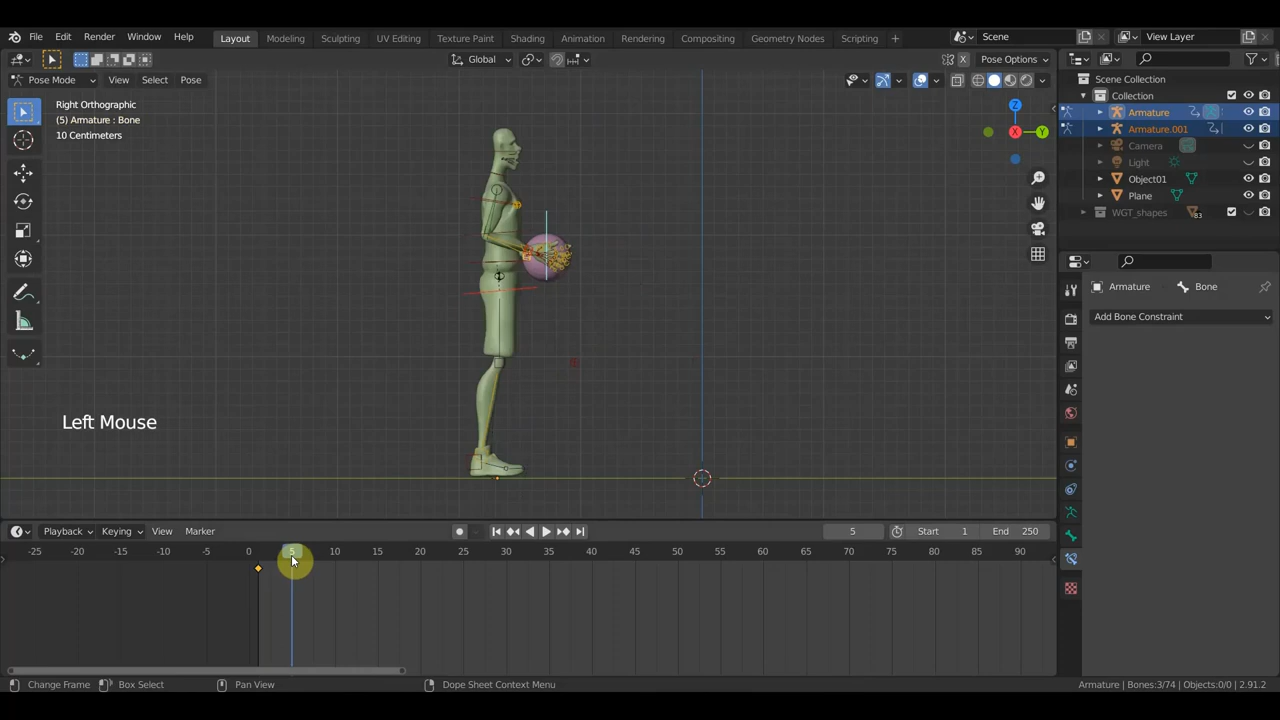 File Edit Render Window Help Layout Modeling Sculpting UV Editing Texture Paint Shading Animation Rendering Compositing Geometry Nodes Scripting + Scene View Layer
Global Pose Options
Pose Mode View Select Pose
Right Orthographic
(5) Armature : Bone
10 Centimeters
Z
X
Y
Scene Collection
Collection
Armature
Armature.001
Camera
Light
Object01
Plane
WGT_shapes 83
Armature Bone
Add Bone Constraint
Left Mouse
Playback Keying View Marker 5 Start 1 End 250
-25 -20 -15 -10 -5 0 5 10 15 20 25 30 35 40 45 50 55 60 65 70 75 80 85 90
Change Frame Box Select Pan View Dope Sheet Context Menu Armature | Bones:3/74 | Objects:0/0 | 2.91.2